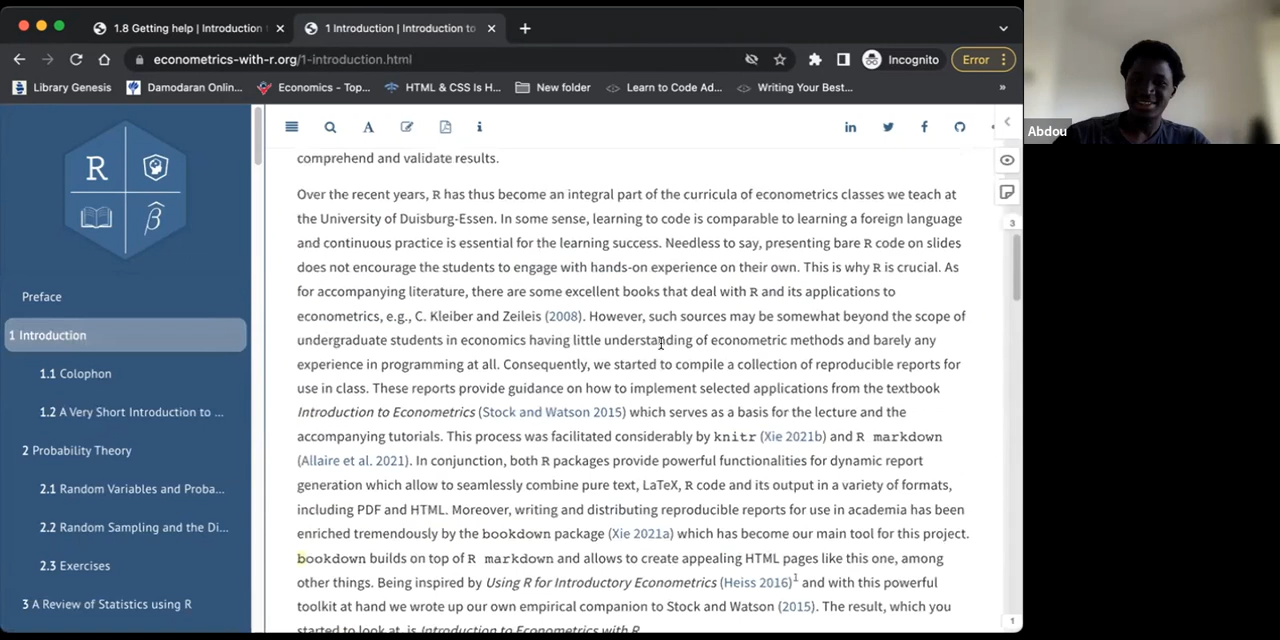 1.8 Getting help | Introduction
1 Introduction | Introduction to
econometrics-with-r.org/1-introduction.html
Incognito
Error
Library Genesis
Damodaran Onlin...
Economics - Top...
HTML & CSS Is H...
New folder
Learn to Code Ad...
Writing Your Best...
»
R
β
Preface
1 Introduction
1.1 Colophon
1.2 A Very Short Introduction to ...
2 Probability Theory
2.1 Random Variables and Proba...
2.2 Random Sampling and the Di...
2.3 Exercises
3 A Review of Statistics using R
comprehend and validate results.
Over the recent years, R has thus become an integral part of the curricula of econometrics classes we teach at
the University of Duisburg-Essen. In some sense, learning to code is comparable to learning a foreign language
and continuous practice is essential for the learning success. Needless to say, presenting bare R code on slides
does not encourage the students to engage with hands-on experience on their own. This is why R is crucial. As
for accompanying literature, there are some excellent books that deal with R and its applications to
econometrics, e.g., C. Kleiber and Zeileis (2008). However, such sources may be somewhat beyond the scope of
undergraduate students in economics having little understanding of econometric methods and barely any
experience in programming at all. Consequently, we started to compile a collection of reproducible reports for
use in class. These reports provide guidance on how to implement selected applications from the textbook
Introduction to Econometrics (Stock and Watson 2015) which serves as a basis for the lecture and the
accompanying tutorials. This process was facilitated considerably by knitr (Xie 2021b) and R markdown
(Allaire et al. 2021). In conjunction, both R packages provide powerful functionalities for dynamic report
generation which allow to seamlessly combine pure text, LaTeX, R code and its output in a variety of formats,
including PDF and HTML. Moreover, writing and distributing reproducible reports for use in academia has been
enriched tremendously by the bookdown package (Xie 2021a) which has become our main tool for this project.
bookdown builds on top of R markdown and allows to create appealing HTML pages like this one, among
other things. Being inspired by Using R for Introductory Econometrics (Heiss 2016)1 and with this powerful
toolkit at hand we wrote up our own empirical companion to Stock and Watson (2015). The result, which you
started to look at, is Introduction to Econometrics with R.
3
1
Abdou